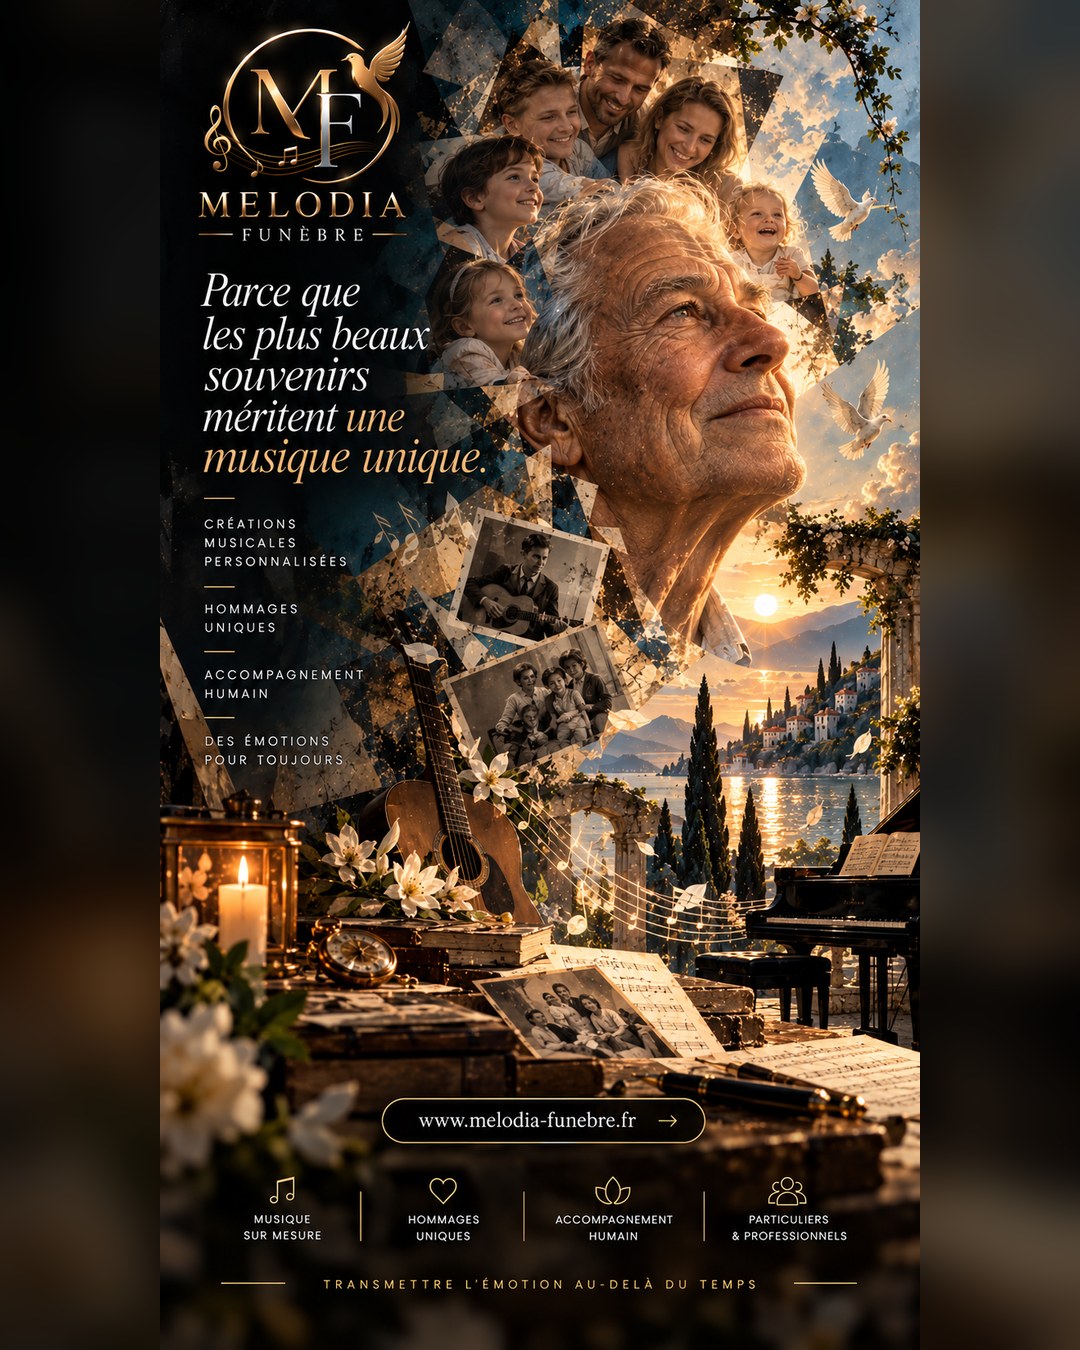 MF
MELODIA
FUNÈBRE
Parce que
les plus beaux
souvenirs
méritent une
musique unique.
CRÉATIONS
MUSICALES
PERSONNALISÉES
HOMMAGES
UNIQUES
ACCOMPAGNEMENT
HUMAIN
DES ÉMOTIONS
POUR TOUJOURS
www.melodia-funebre.fr →
MUSIQUE
SUR MESURE
HOMMAGES
UNIQUES
ACCOMPAGNEMENT
HUMAIN
PARTICULIERS
& PROFESSIONNELS
TRANSMETTRE L'ÉMOTION AU-DELÀ DU TEMPS